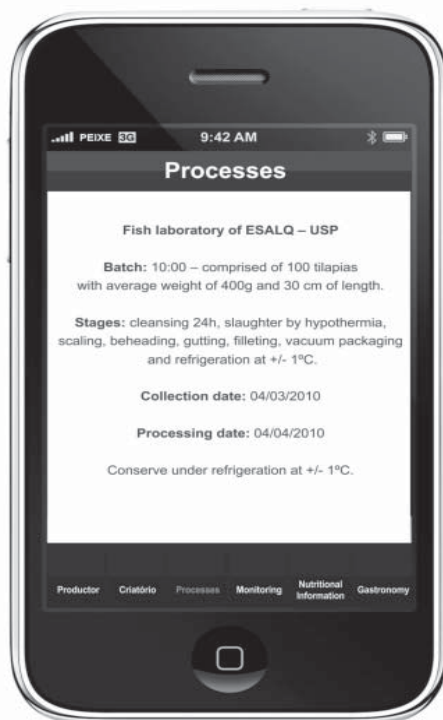 PEIXE 3G 9:42 AM
Processes
Fish laboratory of ESALQ – USP
Batch: 10:00 – comprised of 100 tilapias
with average weight of 400g and 30 cm of length.
Stages: cleansing 24h, slaughter by hypothermia,
scaling, beheading, gutting, filleting, vacuum packaging
and refrigeration at +/- 1ºC.
Collection date: 04/03/2010
Processing date: 04/04/2010
Conserve under refrigeration at +/- 1ºC.
Productor Criatório Processes Monitoring Nutritional Information Gastronomy